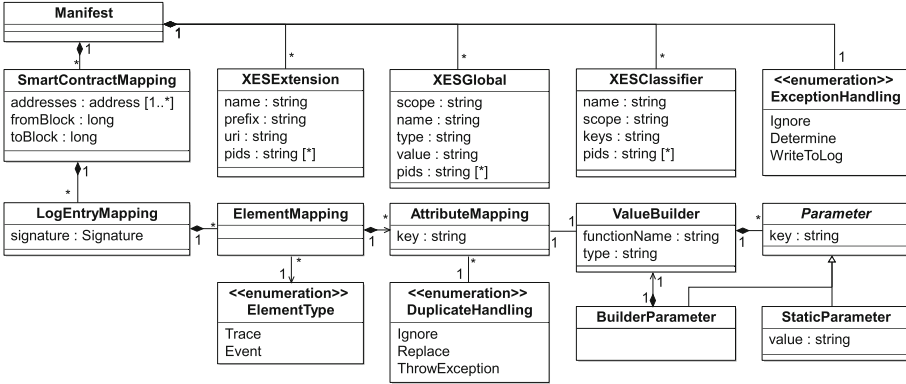 Manifest
1
1
*
*
*
*
1
SmartContractMapping
addresses : address [1..*]
fromBlock : long
toBlock : long
XESExtension
name : string
prefix : string
uri : string
pids : string [*]
XESGlobal
scope : string
name : string
type : string
value : string
pids : string [*]
XESClassifier
name : string
scope : string
keys : string
pids : string [*]
<<enumeration>>
ExceptionHandling
Ignore
Determine
WriteToLog
1
*
LogEntryMapping
signature : Signature
1
*
ElementMapping
1
*
AttributeMapping
key : string
1
1
ValueBuilder
functionName : string
type : string
1
*
Parameter
key : string
*
1
<<enumeration>>
ElementType
Trace
Event
*
1
<<enumeration>>
DuplicateHandling
Ignore
Replace
ThrowException
1
1
BuilderParameter
StaticParameter
value : string